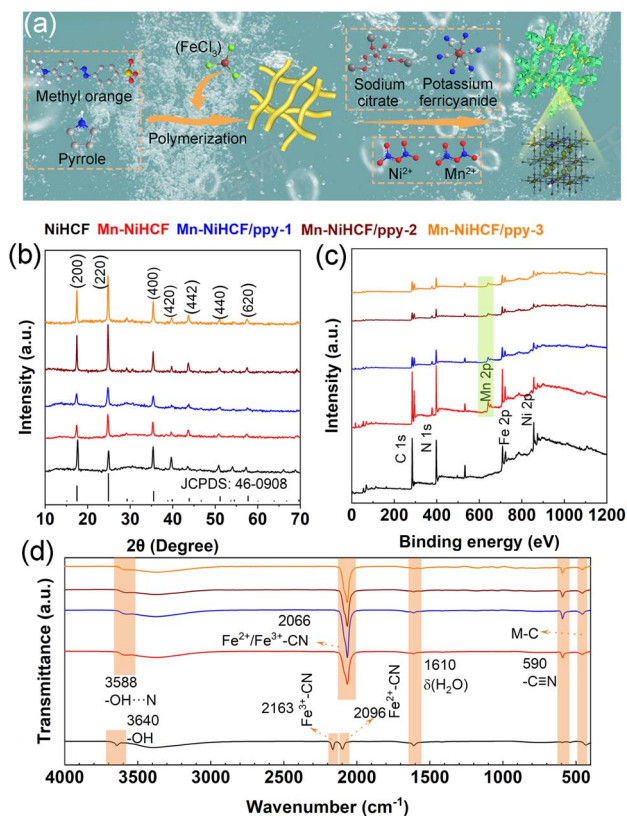 (a)
(FeCl3)
Methyl orange
Pyrrole
Polymerization
Sodium
citrate
Potassium
ferricyanide
Ni2+
Mn2+
NiHCF Mn-NiHCF Mn-NiHCF/ppy-1 Mn-NiHCF/ppy-2 Mn-NiHCF/ppy-3
(b)
(200)
(220)
(400)
(420)
(442)
(440)
(620)
Intensity (a.u.)
JCPDS: 46-0908
10 20 30 40 50 60 70
2θ (Degree)
(c)
Intensity (a.u.)
C 1s
N 1s
Mn 2p
Fe 2p
Ni 2p
0 200 400 600 800 1000 1200
Binding energy (eV)
(d)
Transmittance (a.u.)
2066
Fe2+/Fe3+-CN
M-C
3588
-OH···N
3640
-OH
2163
Fe3+-CN
2096
Fe2+-CN
1610
δ(H2O)
590
-C≡N
4000 3500 3000 2500 2000 1500 1000 500
Wavenumber (cm-1)